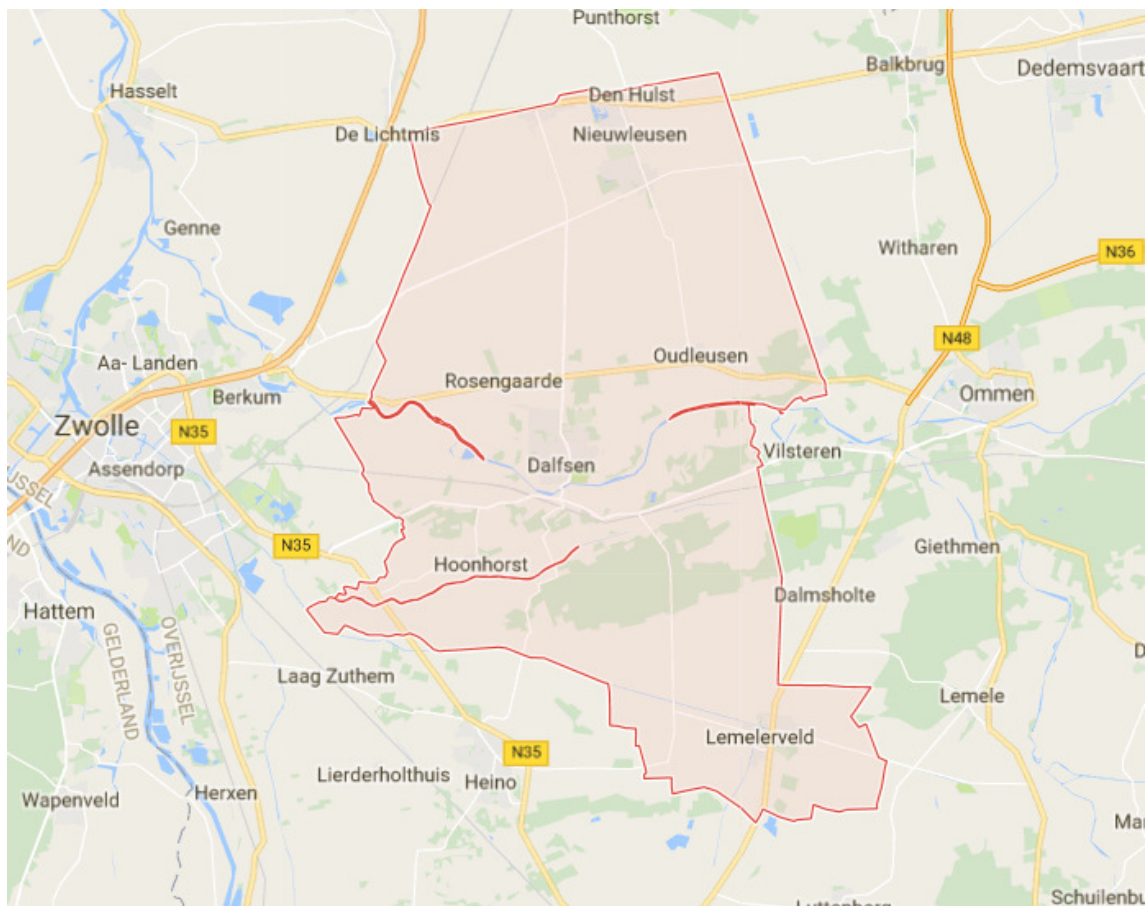 Punthorst
Balkbrug
Dedemsvaart
Hasselt
Den Hulst
De Lichtmis
Nieuwleusen
Genne
Witharen
N36
N48
Aa- Landen
Oudleusen
Rosengaarde
Berkum
Ommen
Zwolle
N35
Vilsteren
Assendorp
Dalfsen
IJSSEL
N35
Giethmen
Hoonhorst
Dalmsholte
Hattem
GELDERLAND
OVERIJSSEL
Laag Zuthem
Lemele
Lemelerveld
N35
Lierderholthuis
Heino
Wapenveld
Herxen